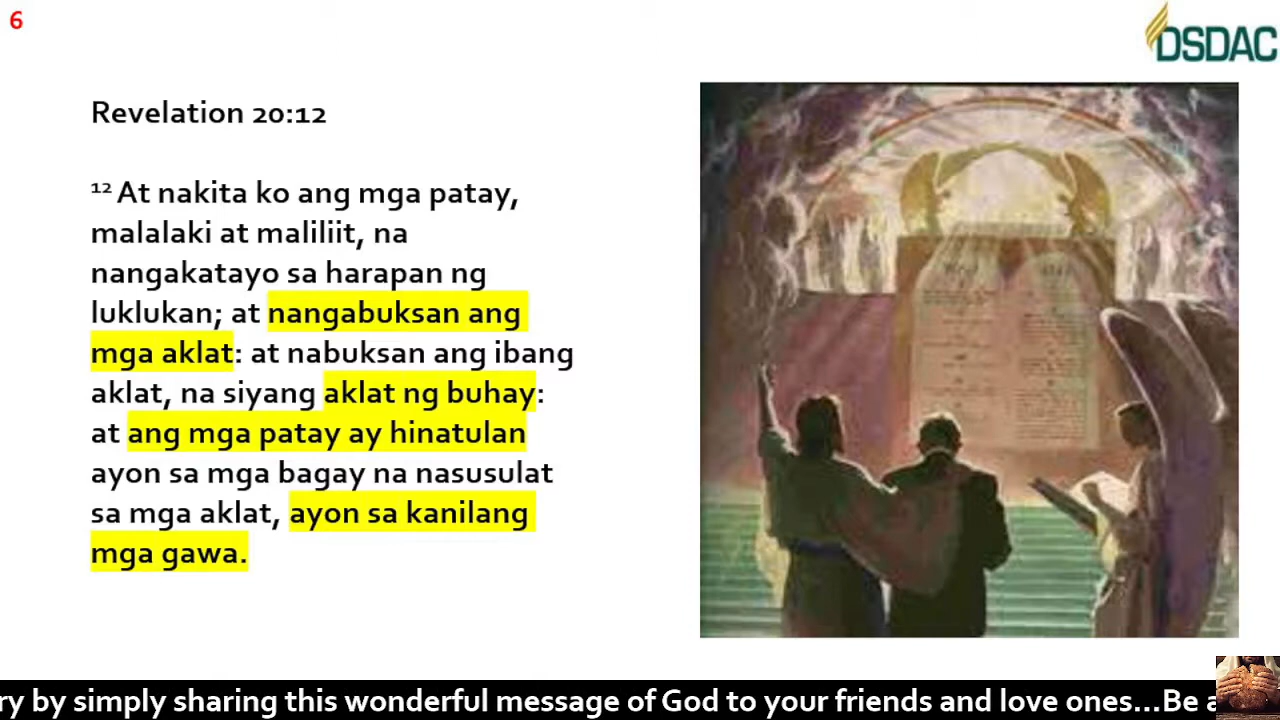 6
DSDAC
Revelation 20:12
12 At nakita ko ang mga patay,
malalaki at maliliit, na
nangakatayo sa harapan ng
luklukan; at nangabuksan ang
mga aklat: at nabuksan ang ibang
aklat, na siyang aklat ng buhay:
at ang mga patay ay hinatulan
ayon sa mga bagay na nasusulat
sa mga aklat, ayon sa kanilang
mga gawa.
ry by simply sharing this wonderful message of God to your friends and love ones...Be a